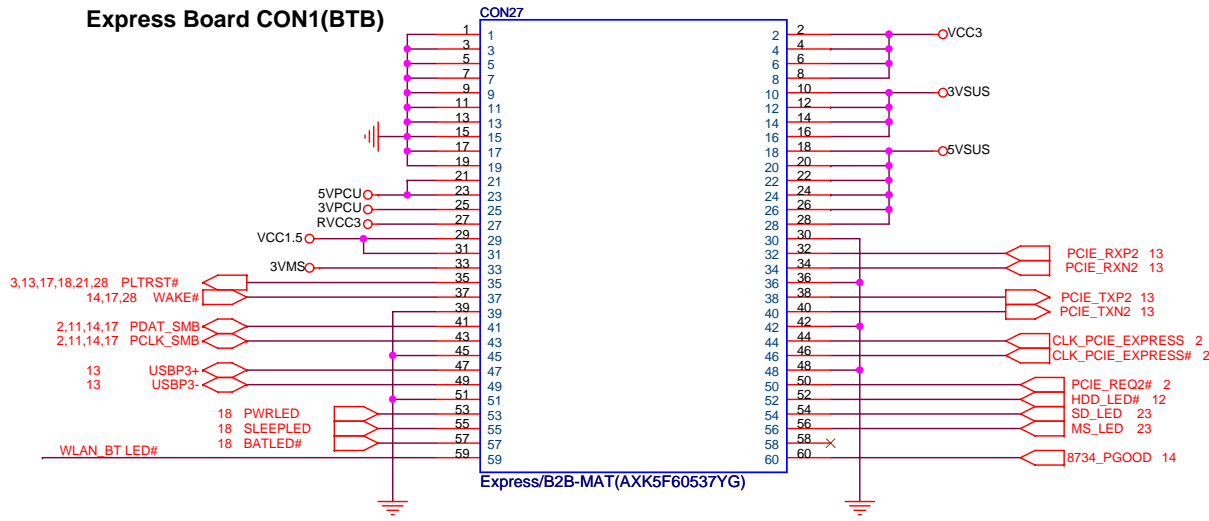 Express Board CON1(BTB)
CON27
1 1 2 2 VCC3
3 3 4 4
5 5 6 6
7 7 8 8
9 9 10 10 3VSUS
11 11 12 12
13 13 14 14
15 15 16 16
17 17 18 18 5VSUS
19 19 20 20
21 21 22 22
5VPCU 23 23 24 24
3VPCU 25 25 26 26
RVCC3 27 27 28 28
VCC1.5 29 29 30 30
31 31 32 32 PCIE_RXP2 13
3VMS 33 33 34 34 PCIE_RXN2 13
3,13,17,18,21,28 PLTRST# 35 35 36 36
14,17,28 WAKE# 37 37 38 38 PCIE_TXP2 13
39 39 40 40 PCIE_TXN2 13
2,11,14,17 PDAT_SMB 41 41 42 42
2,11,14,17 PCLK_SMB 43 43 44 44 CLK_PCIE_EXPRESS 2
45 45 46 46 CLK_PCIE_EXPRESS# 2
13 USBP3+ 47 47 48 48
13 USBP3- 49 49 50 50 PCIE_REQ2# 2
51 51 52 52 HDD_LED# 12
18 PWRLED 53 53 54 54 SD_LED 23
18 SLEEPLED 55 55 56 56 MS_LED 23
18 BATLED# 57 57 58 58
WLAN_BT LED# 59 59 60 60 8734_PGOOD 14
Express/B2B-MAT(AXK5F60537YG)